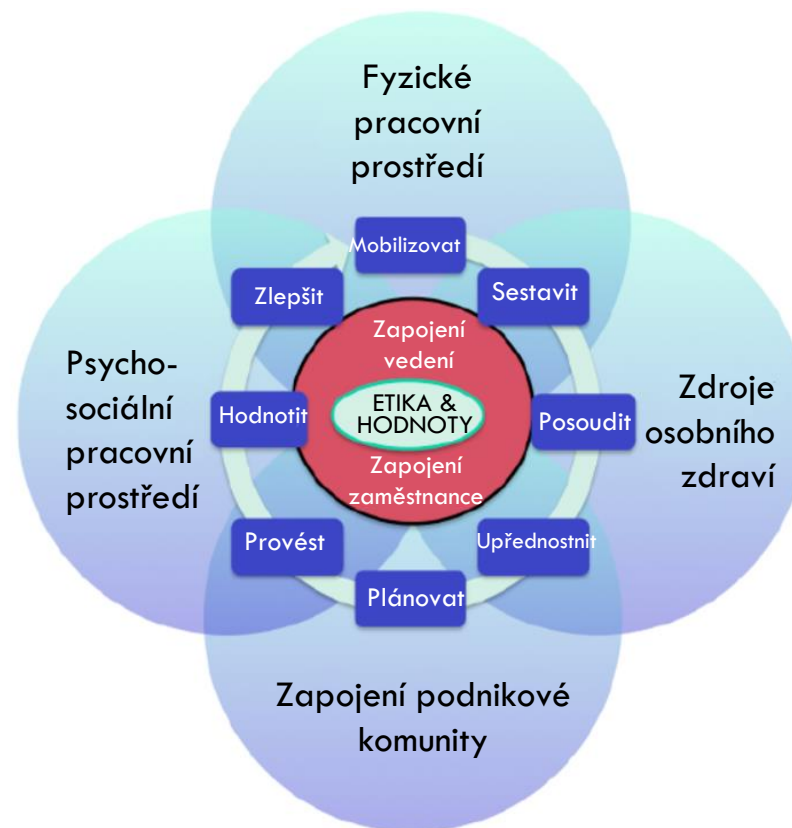 Fyzické
pracovní
prostředí
Mobilizovat
Zlepšit
Sestavit
Zapojení
vedení
Psycho-
sociální
pracovní
prostředí
Hodnotit
ETIKA &
HODNOTY
Posoudit
Zdroje
osobního
zdraví
Zapojení
zaměstnance
Provést
Upřednostnit
Plánovat
Zapojení podnikové
komunity